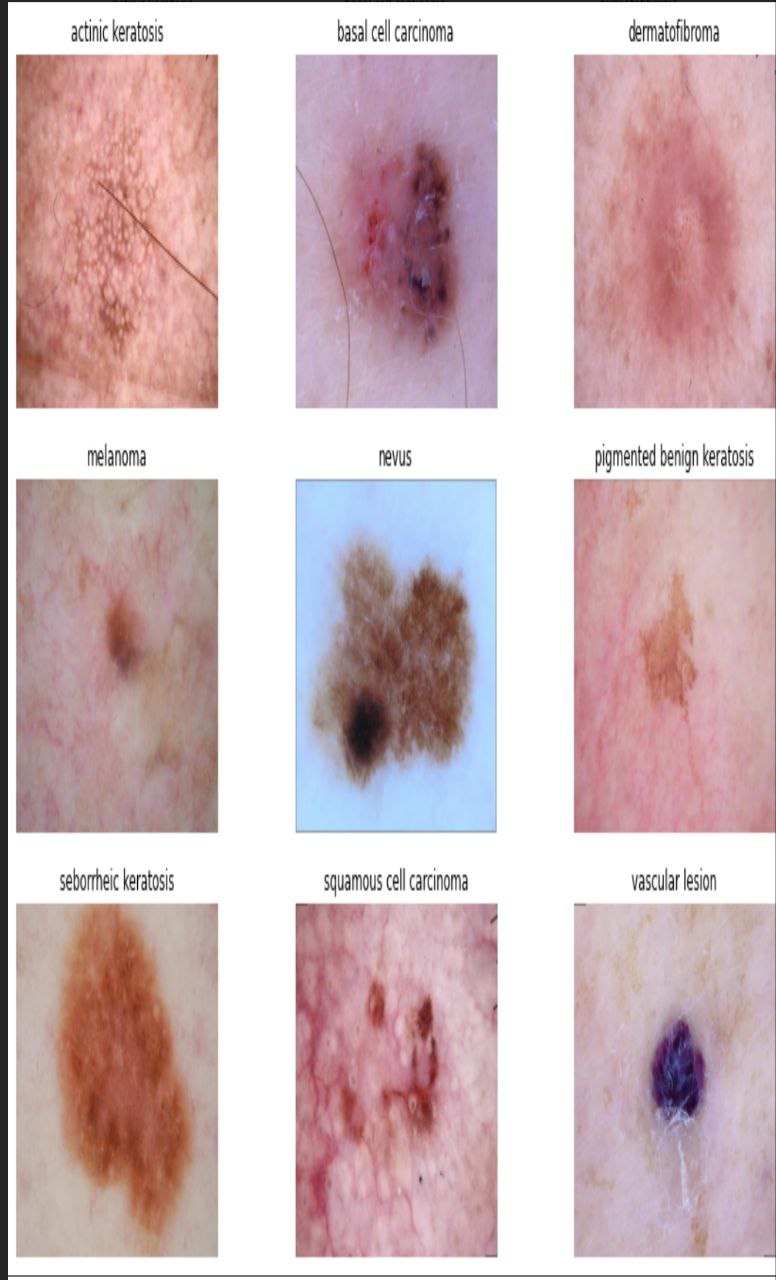 actinic keratosis
basal cell carcinoma
dermatofibroma
melanoma
nevus
pigmented benign keratosis
seborrheic keratosis
squamous cell carcinoma
vascular lesion